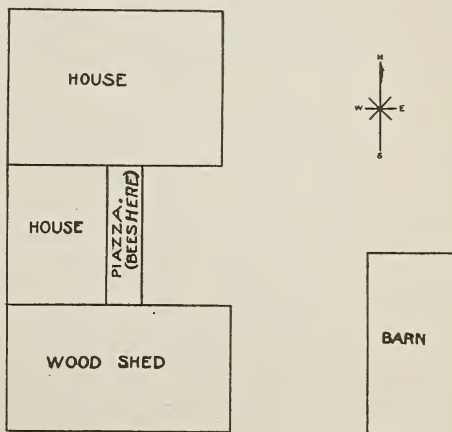 HOUSE
N
W E
S
HOUSE
PIAZZA.
(BEES HERE)
WOOD SHED
BARN